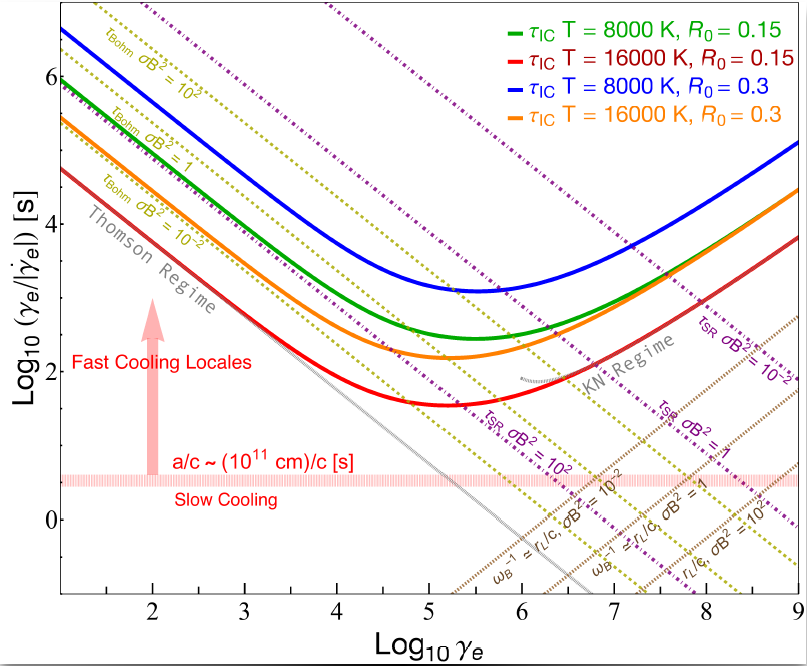 τIC T = 8000 K, R0 = 0.15
τIC T = 16000 K, R0 = 0.15
τIC T = 8000 K, R0 = 0.3
τIC T = 16000 K, R0 = 0.3
τBohm σB² = 10²
τBohm σB² = 1
τBohm σB² = 10⁻²
Thomson Regime
Fast Cooling Locales
KN Regime
τSR σB² = 10⁻²
τSR σB² = 1
τSR σB² = 10²
a/c ~ (10¹¹ cm)/c [s]
Slow Cooling
ωB⁻¹ ≃ rL/c, σB² = 10⁻²
ωB⁻¹ ≃ rL/c, σB² = 1
rL/c, σB² = 10²
Log10 (γe/|γ̇e|) [s]
6
4
2
0
2 3 4 5 6 7 8 9
Log10 γe